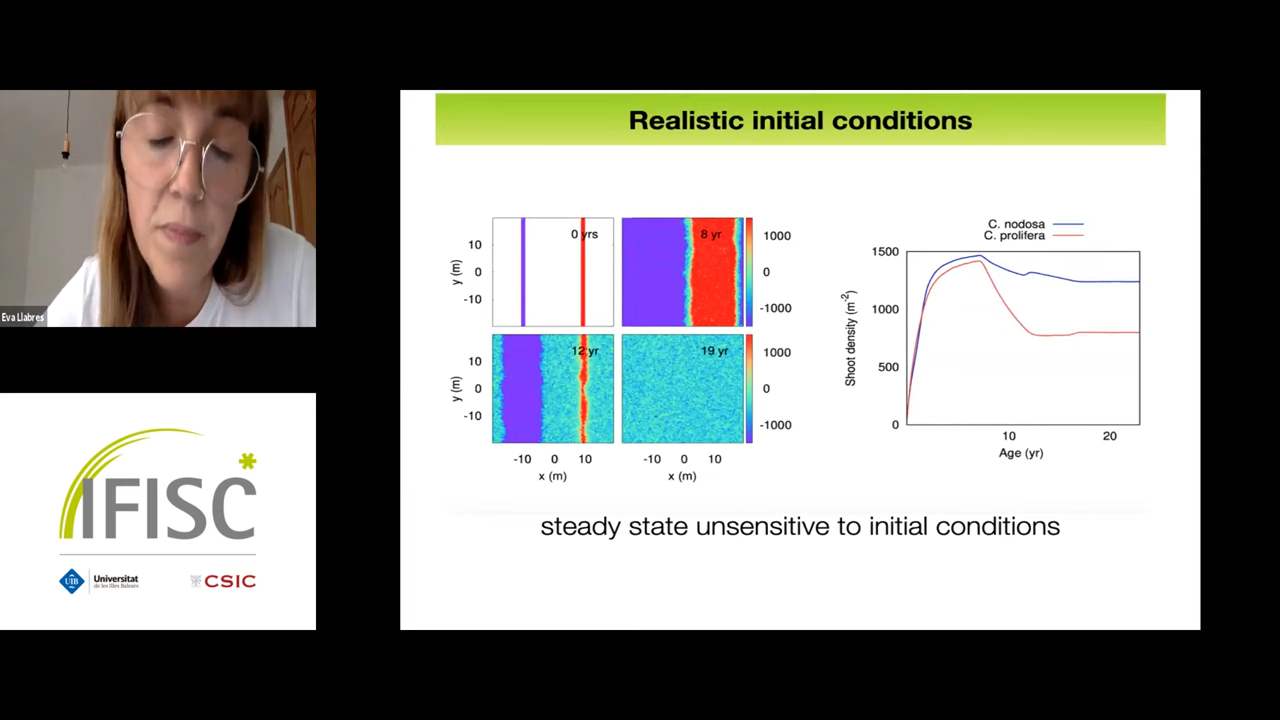 Realistic initial conditions
0 yrs
8 yr
10
0
-10
y (m)
1000
0
-1000
12 yr
19 yr
10
0
-10
y (m)
1000
0
-1000
-10 0 10
-10 0 10
x (m)
x (m)
C. nodosa
C. prolifera
1500
1000
500
0
Shoot density (m-2)
10 20
Age (yr)
steady state unsensitive to initial conditions
Eva Llabres
IFISC
UIB
Universitat
de les Illes Balears
CSIC